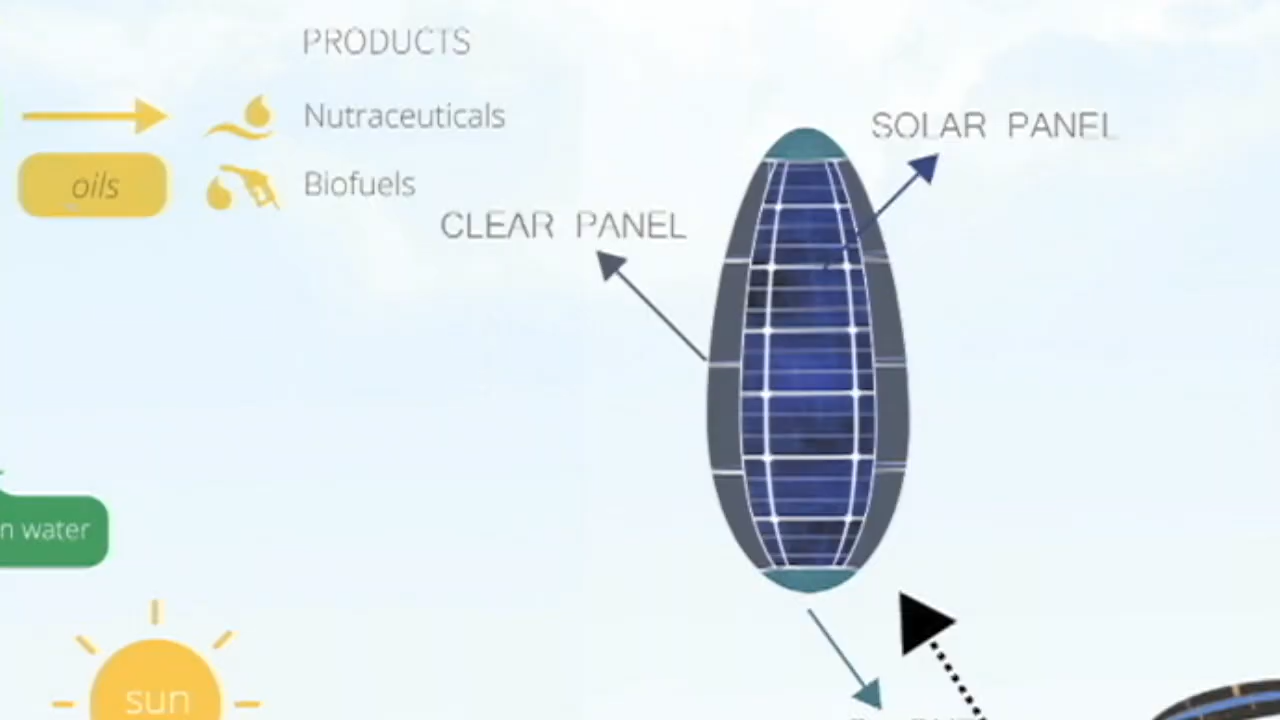 PRODUCTS
Nutraceuticals
oils
Biofuels
SOLAR PANEL
CLEAR PANEL
water
sun